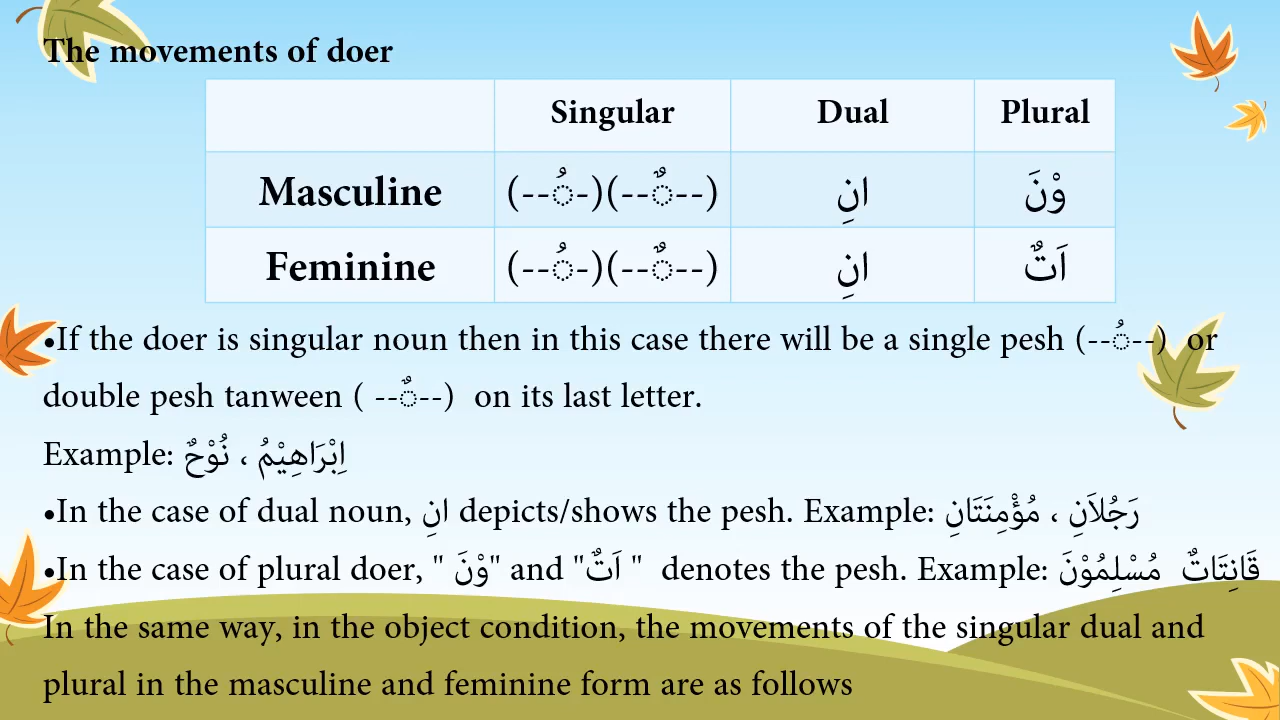 The movements of doer
Singular Dual Plural
Masculine (--ُ-)(--ٌ--) انِ وْنَ
Feminine (--ُ-)(--ٌ--) انِ اَتٌ
•If the doer is singular noun then in this case there will be a single pesh (--ُ--) or
double pesh tanween ( --ٌ--) on its last letter.
Example: اِبْرَاهِيْمُ ، نُوْحٌ
•In the case of dual noun, انِ depicts/shows the pesh. Example: رَجُلاَنِ ، مُؤْمِنَتَانِ
•In the case of plural doer, " وْنَ" and "اَتٌ " denotes the pesh. Example: قَانِتَاتٌ مُسْلِمُوْنَ
In the same way, in the object condition, the movements of the singular dual and
plural in the masculine and feminine form are as follows